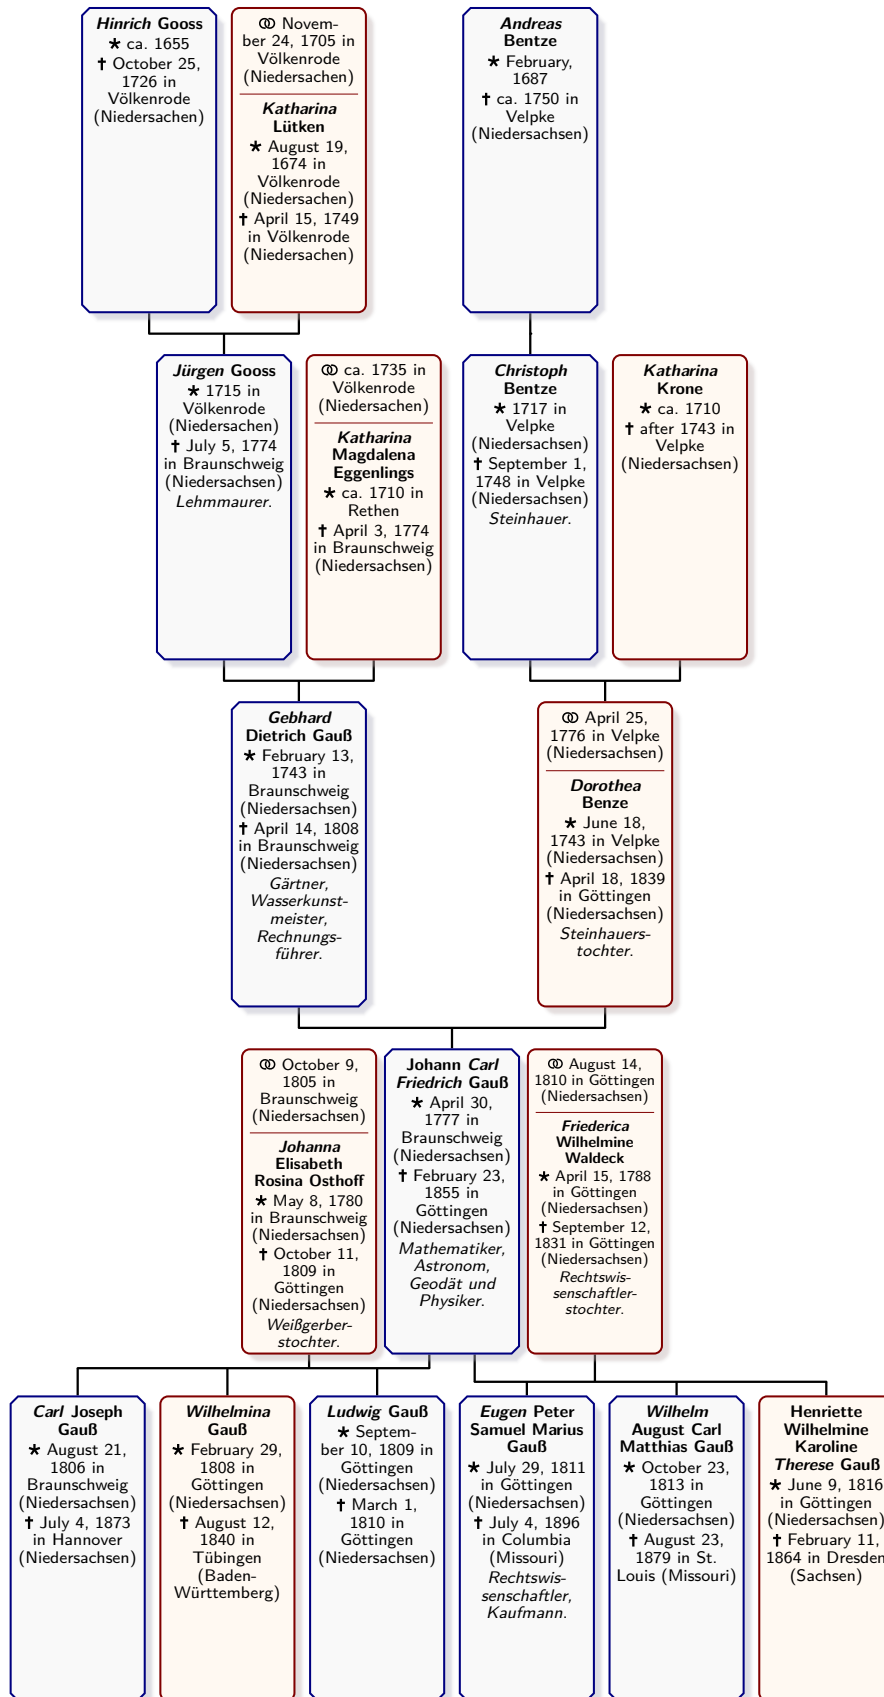 Hinrich Gooss
★ ca. 1655
† October 25,
1726 in
Völkenrode
(Niedersachen)
⚭ Novem-
ber 24, 1705 in
Völkenrode
(Niedersachen)
Katharina
Lütken
★ August 19,
1674 in
Völkenrode
(Niedersachen)
† April 15, 1749
in Völkenrode
(Niedersachen)
Andreas
Bentze
★ February,
1687
† ca. 1750 in
Velpke
(Niedersachsen)
Jürgen Gooss
★ 1715 in
Völkenrode
(Niedersachen)
† July 5, 1774
in Braunschweig
(Niedersachsen)
Lehmmaurer.
⚭ ca. 1735 in
Völkenrode
(Niedersachen)
Katharina
Magdalena
Eggenlings
★ ca. 1710 in
Rethen
† April 3, 1774
in Braunschweig
(Niedersachsen)
Christoph
Bentze
★ 1717 in
Velpke
(Niedersachsen)
† September 1,
1748 in Velpke
(Niedersachsen)
Steinhauer.
Katharina
Krone
★ ca. 1710
† after 1743 in
Velpke
(Niedersachsen)
Gebhard
Dietrich Gauß
★ February 13,
1743 in
Braunschweig
(Niedersachsen)
† April 14, 1808
in Braunschweig
(Niedersachsen)
Gärtner,
Wasserkunst-
meister,
Rechnungs-
führer.
⚭ April 25,
1776 in Velpke
(Niedersachsen)
Dorothea
Benze
★ June 18,
1743 in Velpke
(Niedersachsen)
† April 18, 1839
in Göttingen
(Niedersachsen)
Steinhauers-
tochter.
⚭ October 9,
1805 in
Braunschweig
(Niedersachsen)
Johanna
Elisabeth
Rosina Osthoff
★ May 8, 1780
in Braunschweig
(Niedersachsen)
† October 11,
1809 in
Göttingen
(Niedersachsen)
Weißgerber-
stochter.
Johann Carl
Friedrich Gauß
★ April 30,
1777 in
Braunschweig
(Niedersachsen)
† February 23,
1855 in
Göttingen
(Niedersachsen)
Mathematiker,
Astronom,
Geodät und
Physiker.
⚭ August 14,
1810 in Göttingen
(Niedersachsen)
Friederica
Wilhelmine
Waldeck
★ April 15, 1788
in Göttingen
(Niedersachsen)
† September 12,
1831 in Göttingen
(Niedersachsen)
Rechtswis-
senschaftler-
stochter.
Carl Joseph
Gauß
★ August 21,
1806 in
Braunschweig
(Niedersachsen)
† July 4, 1873
in Hannover
(Niedersachsen)
Wilhelmina
Gauß
★ February 29,
1808 in
Göttingen
(Niedersachsen)
† August 12,
1840 in
Tübingen
(Baden-
Württemberg)
Ludwig Gauß
★ Septem-
ber 10, 1809 in
Göttingen
(Niedersachsen)
† March 1,
1810 in
Göttingen
(Niedersachsen)
Eugen Peter
Samuel Marius
Gauß
★ July 29, 1811
in Göttingen
(Niedersachsen)
† July 4, 1896
in Columbia
(Missouri)
Rechtswis-
senschaftler,
Kaufmann.
Wilhelm
August Carl
Matthias Gauß
★ October 23,
1813 in
Göttingen
(Niedersachsen)
† August 23,
1879 in St.
Louis (Missouri)
Henriette
Wilhelmine
Karoline
Therese Gauß
★ June 9, 1816
in Göttingen
(Niedersachsen)
† February 11,
1864 in Dresden
(Sachsen)